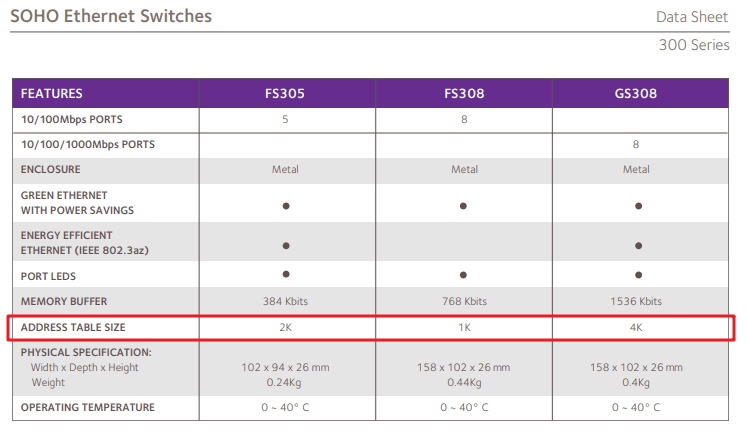 SOHO Ethernet Switches
Data Sheet
300 Series
FEATURES FS305 FS308 GS308
10/100Mbps PORTS 5 8
10/100/1000Mbps PORTS 8
ENCLOSURE Metal Metal Metal
GREEN ETHERNET
WITH POWER SAVINGS ● ● ●
ENERGY EFFICIENT
ETHERNET (IEEE 802.3az) ● ●
PORT LEDS ● ● ●
MEMORY BUFFER 384 Kbits 768 Kbits 1536 Kbits
ADDRESS TABLE SIZE 2K 1K 4K
PHYSICAL SPECIFICATION:
Width x Depth x Height 102 x 94 x 26 mm 158 x 102 x 26 mm 158 x 102 x 26 mm
Weight 0.24Kg 0.44Kg 0.4Kg
OPERATING TEMPERATURE 0 ~ 40° C 0 ~ 40° C 0 ~ 40° C